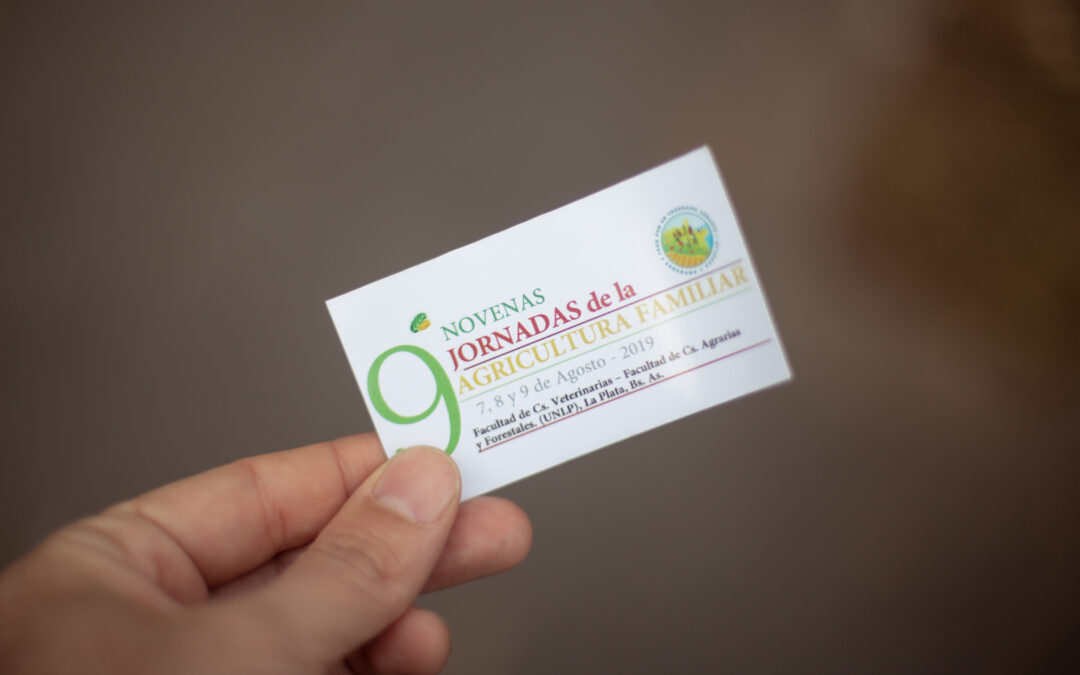 9
NOVENAS
JORNADAS de la
AGRICULTURA FAMILIAR
7, 8 y 9 de Agosto - 2019
Facultad de Cs. Veterinarias – Facultad de Cs. Agrarias
y Forestales. (UNLP), La Plata, Bs. As.